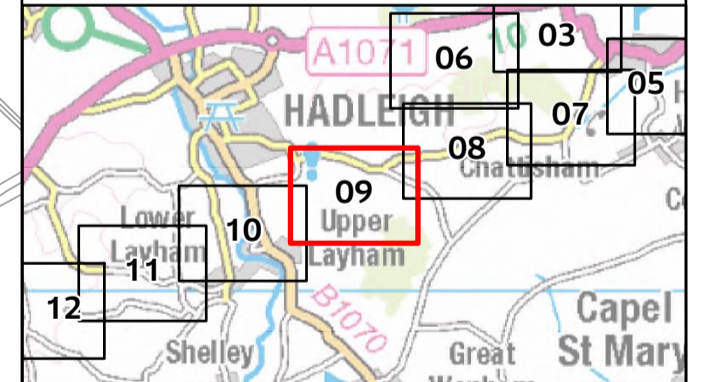 03
A1071
10
06
05
HADLEIGH
07
08
Chattisham
09
Lower
Layham
10
Upper
Layham
11
12
B1070
Capel
St Mary
Shelley
Great